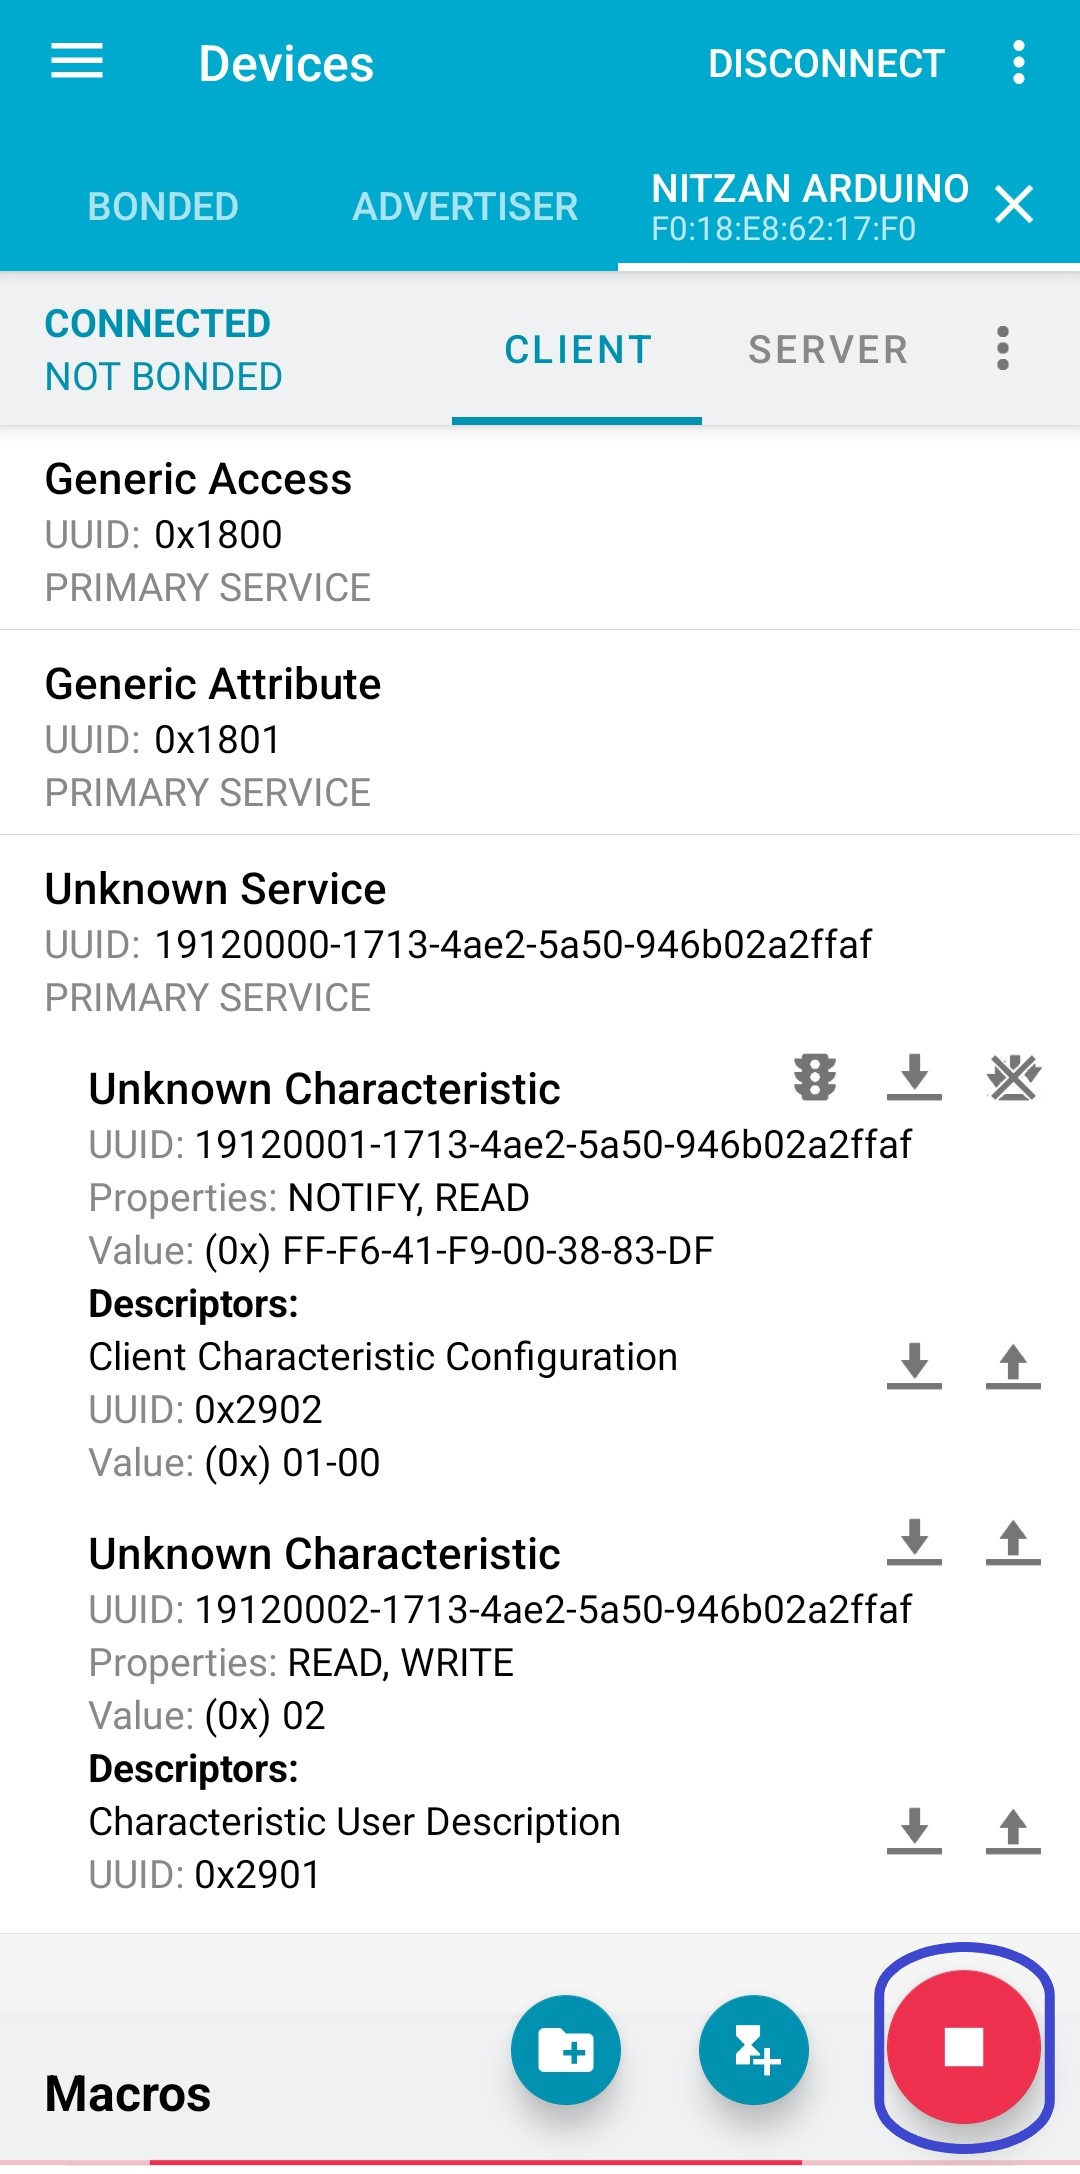 Devices
DISCONNECT
BONDED
ADVERTISER
NITZAN ARDUINO
F0:18:E8:62:17:F0
CONNECTED
NOT BONDED
CLIENT
SERVER
Generic Access
UUID: 0x1800
PRIMARY SERVICE
Generic Attribute
UUID: 0x1801
PRIMARY SERVICE
Unknown Service
UUID: 19120000-1713-4ae2-5a50-946b02a2ffaf
PRIMARY SERVICE
Unknown Characteristic
UUID: 19120001-1713-4ae2-5a50-946b02a2ffaf
Properties: NOTIFY, READ
Value: (0x) FF-F6-41-F9-00-38-83-DF
Descriptors:
Client Characteristic Configuration
UUID: 0x2902
Value: (0x) 01-00
Unknown Characteristic
UUID: 19120002-1713-4ae2-5a50-946b02a2ffaf
Properties: READ, WRITE
Value: (0x) 02
Descriptors:
Characteristic User Description
UUID: 0x2901
Macros